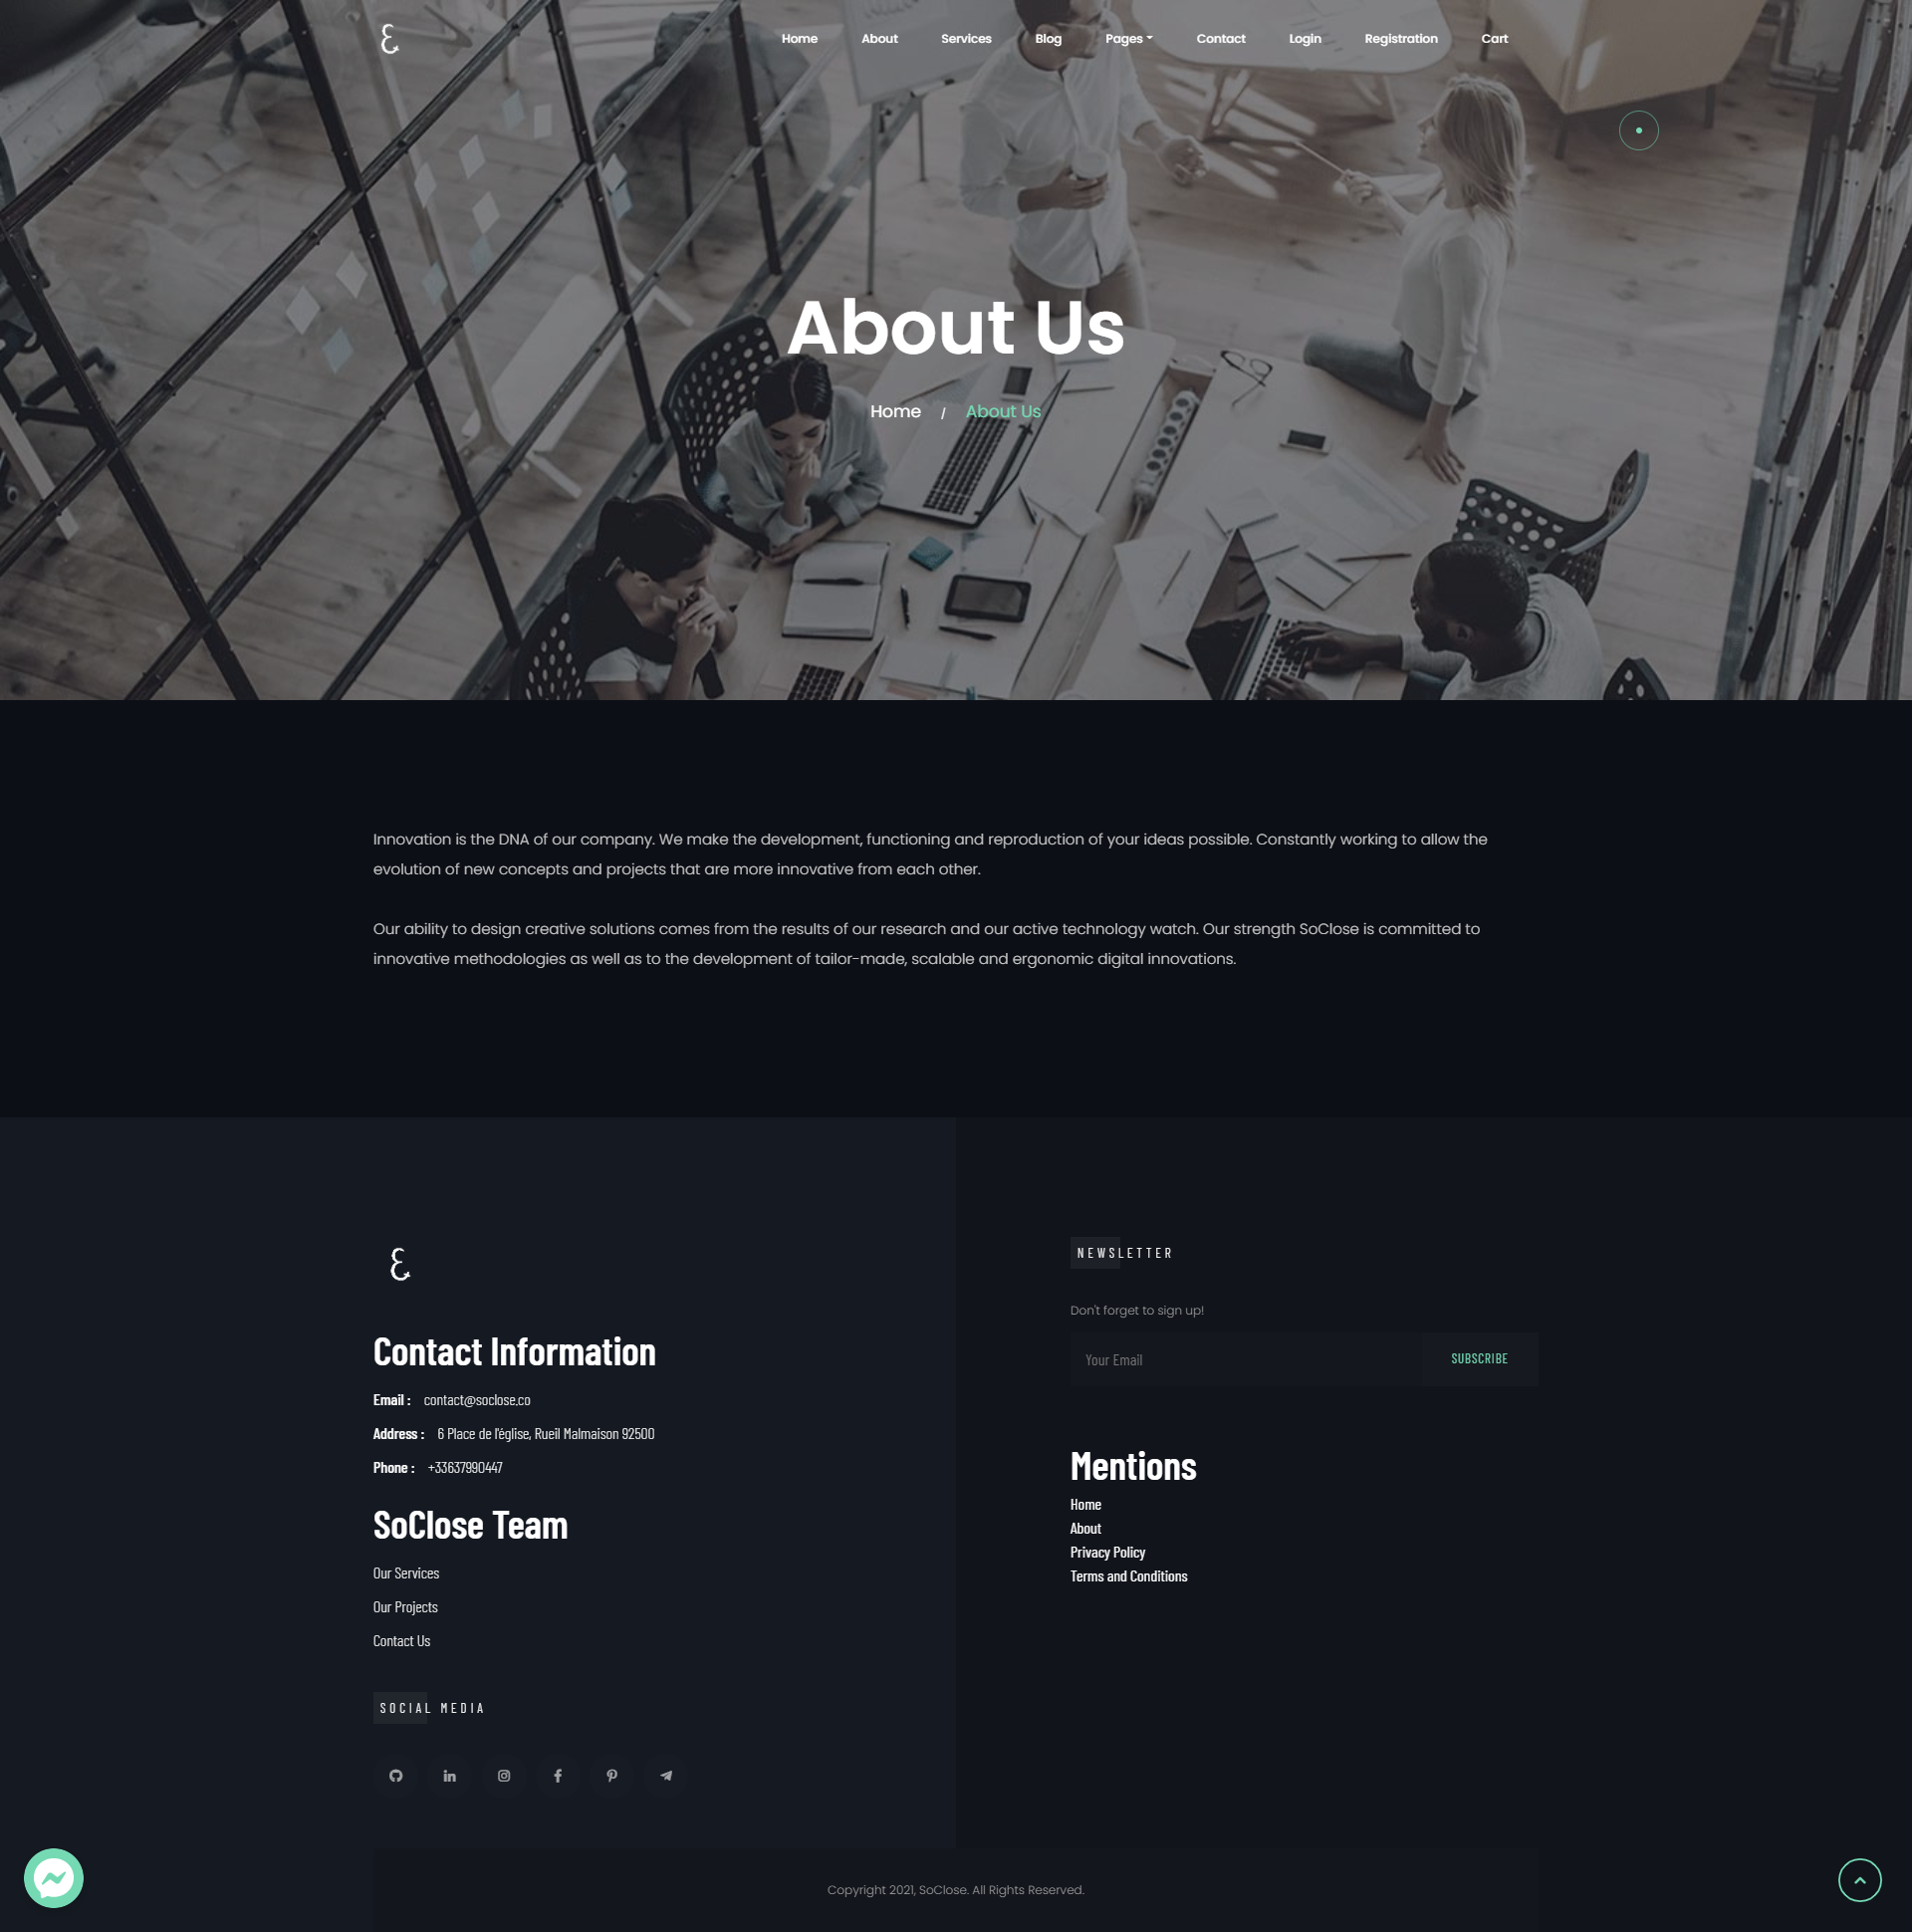 Home About Services Blog Pages Contact Login Registration Cart
About Us
Home / About Us
Innovation is the DNA of our company. We make the development, functioning and reproduction of your ideas possible. Constantly working to allow the
evolution of new concepts and projects that are more innovative from each other.
Our ability to design creative solutions comes from the results of our research and our active technology watch. Our strength SoClose is committed to
innovative methodologies as well as to the development of tailor-made, scalable and ergonomic digital innovations.
Contact Information
Email : contact@soclose.co
Address : 6 Place de l'église, Rueil Malmaison 92500
Phone : +33637990447
SoClose Team
Our Services
Our Projects
Contact Us
SOCIAL MEDIA
NEWSLETTER
Don't forget to sign up!
Your Email SUBSCRIBE
Mentions
Home
About
Privacy Policy
Terms and Conditions
Copyright 2021, SoClose. All Rights Reserved.